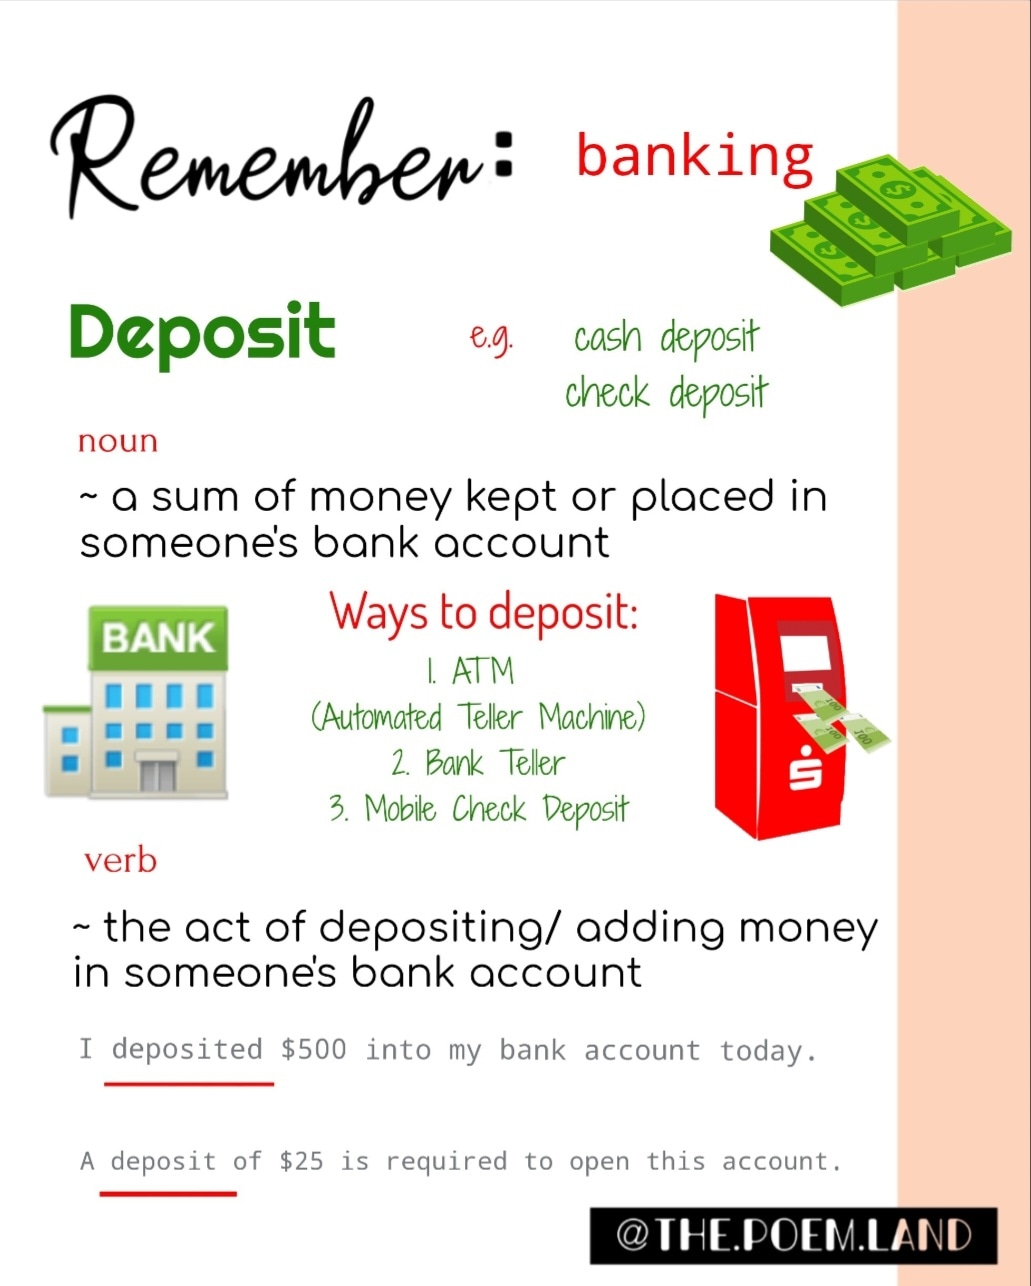 Remember: banking
Deposit
e.g. cash deposit
check deposit
noun
~ a sum of money kept or placed in
someone's bank account
BANK
Ways to deposit:
1. ATM
(Automated Teller Machine)
2. Bank Teller
3. Mobile Check Deposit
100
100
100
S
verb
~ the act of depositing/ adding money
in someone's bank account
I deposited $500 into my bank account today.
A deposit of $25 is required to open this account.
@THE.POEM.LAND